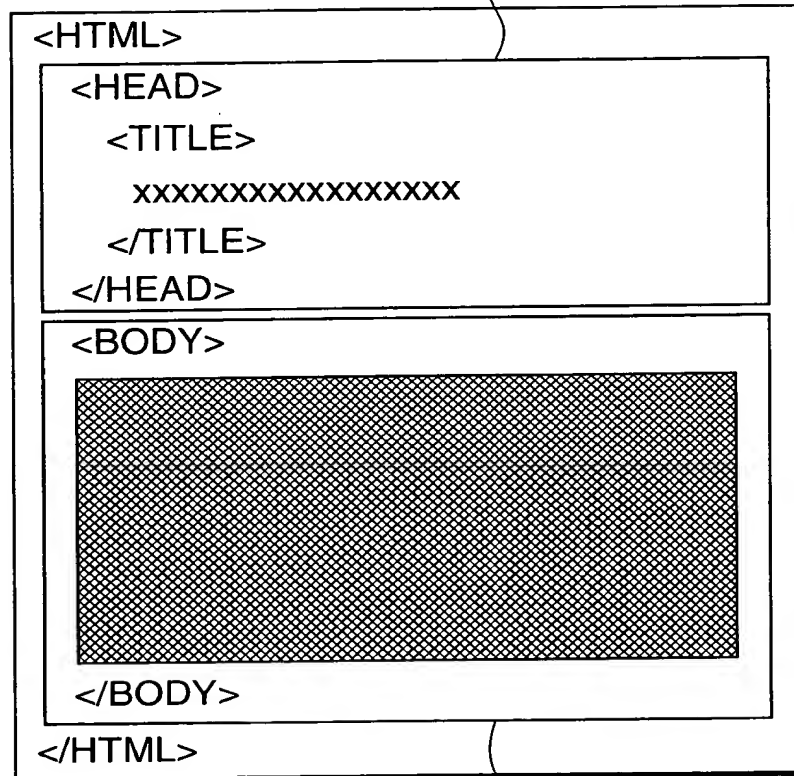 <HTML>
<HEAD>
<TITLE>
xxxxxxxxxxxxxxxxx
</TITLE>
</HEAD>
<BODY>
</BODY>
</HTML>